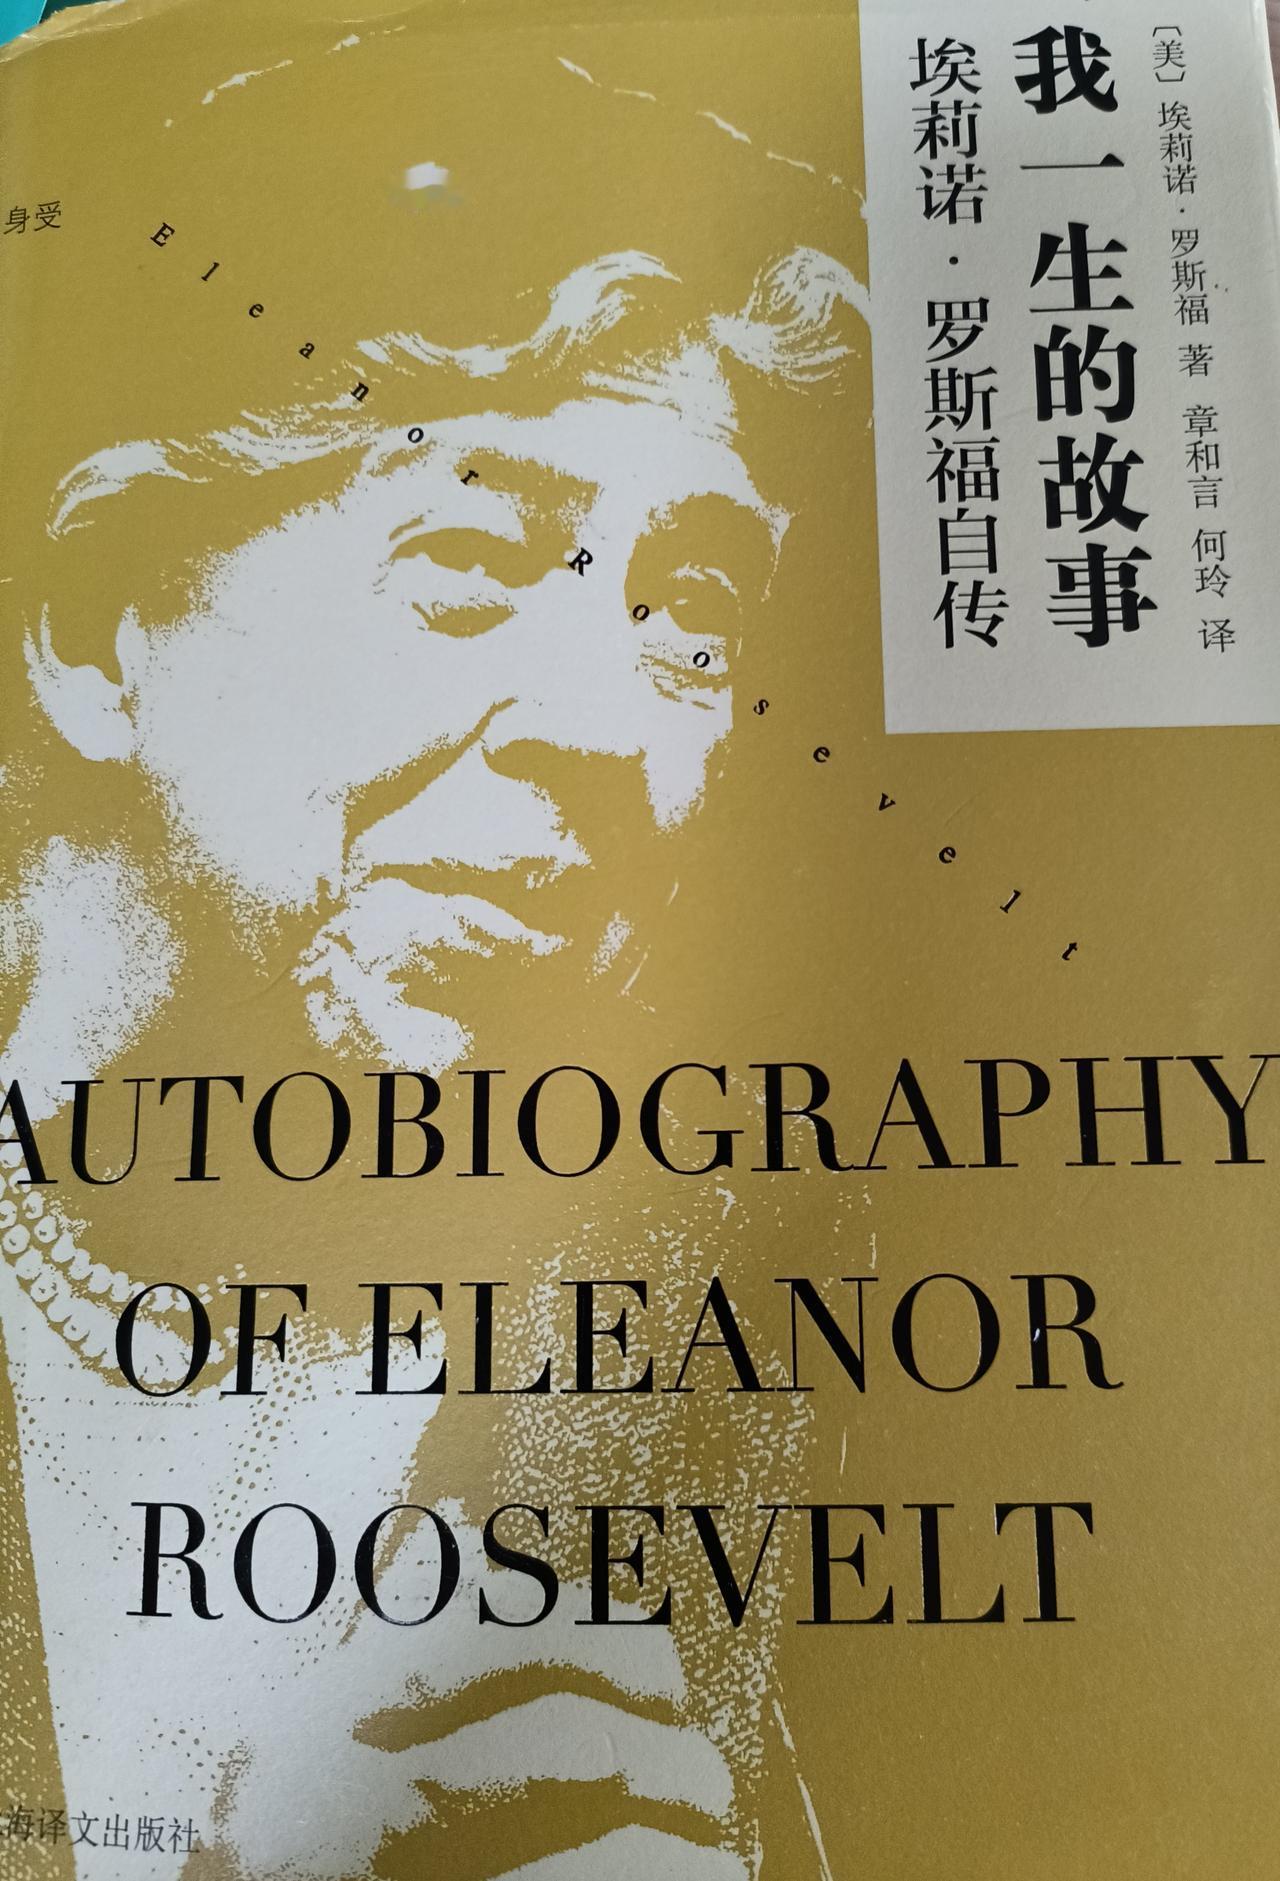 [美] 埃莉诺·罗斯福 著 章和言 何玲 译
我一生的故事
埃莉诺·罗斯福自传
身受
Eleanor Roosevelt
AUTOBIOGRAPHY
OF ELEANOR
ROOSEVELT
海译文出版社